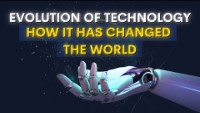 EVOLUTION OF TECHNOLOGY
HOW IT HAS CHANGED
THE WORLD